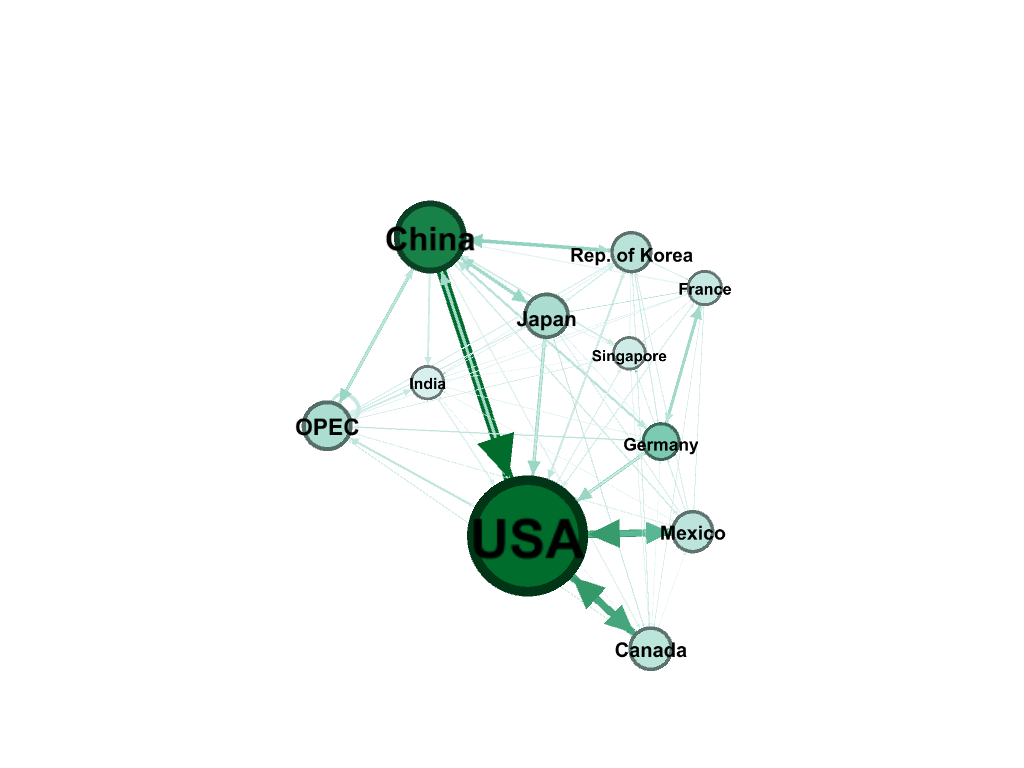 China
Rep. of Korea
France
Japan
Singapore
India
OPEC
Germany
USA
Mexico
Canada